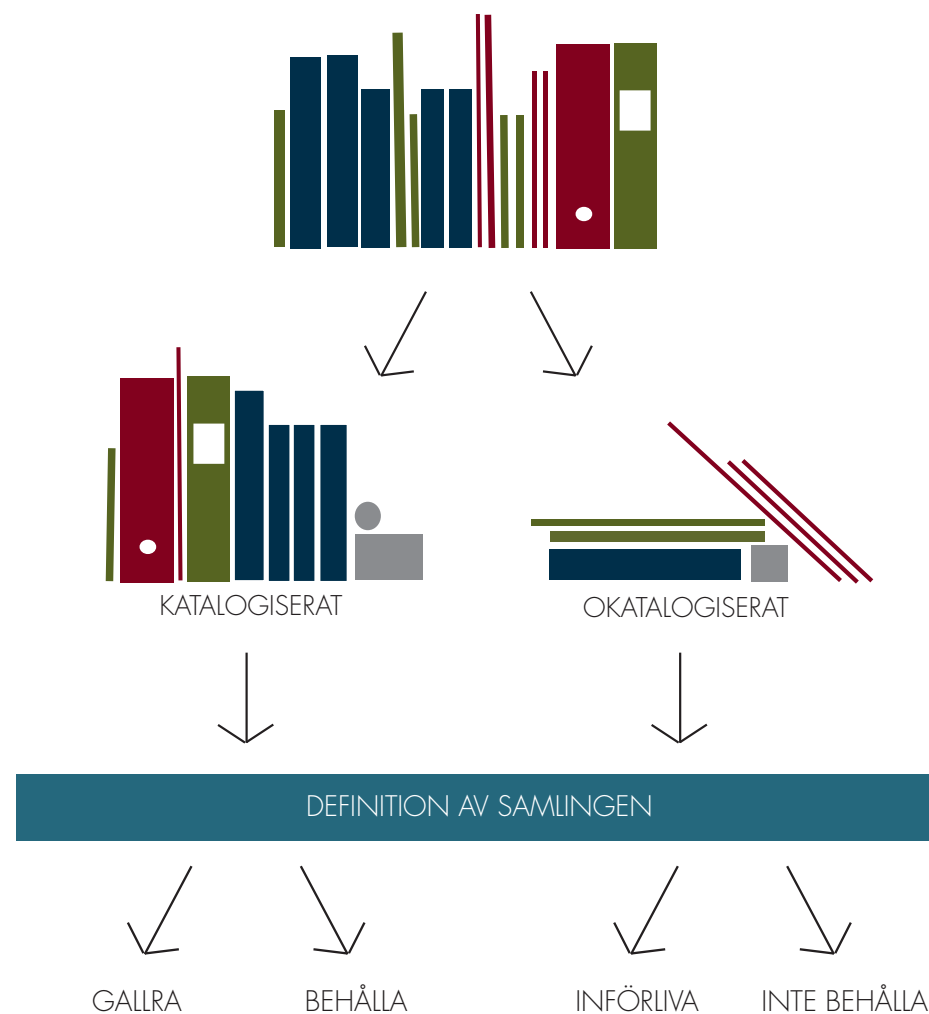 KATALOGISERAT
OKATALOGISERAT
DEFINITION AV SAMLINGEN
GALLRA
BEHÅLLA
INFÖRLIVA
INTE BEHÅLLA